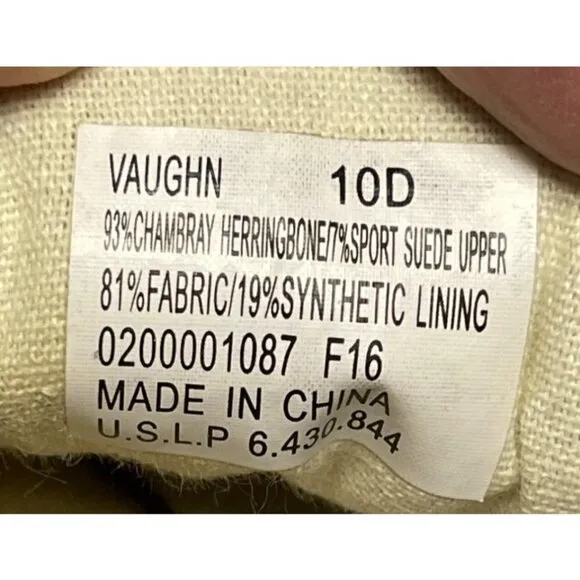 VAUGHN 10D
93%CHAMBRAY HERRINGBONE/7%SPORT SUEDE UPPER
81%FABRIC/19%SYNTHETIC LINING
0200001087 F16
MADE IN CHINA
U.S.L.P 6.430.844